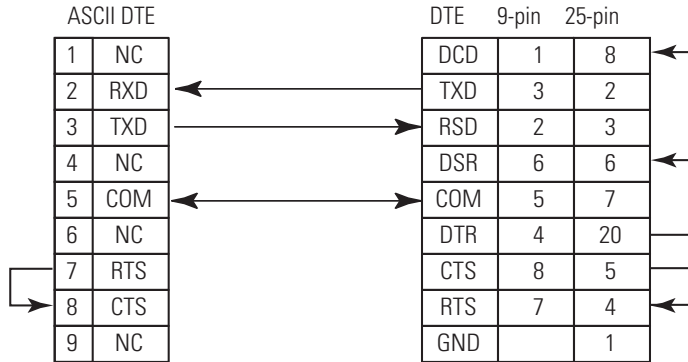 ASCII DTE DTE 9-pin 25-pin
1 NC DCD 1 8
2 RXD TXD 3 2
3 TXD RSD 2 3
4 NC DSR 6 6
5 COM COM 5 7
6 NC DTR 4 20
7 RTS CTS 8 5
8 CTS RTS 7 4
9 NC GND 1